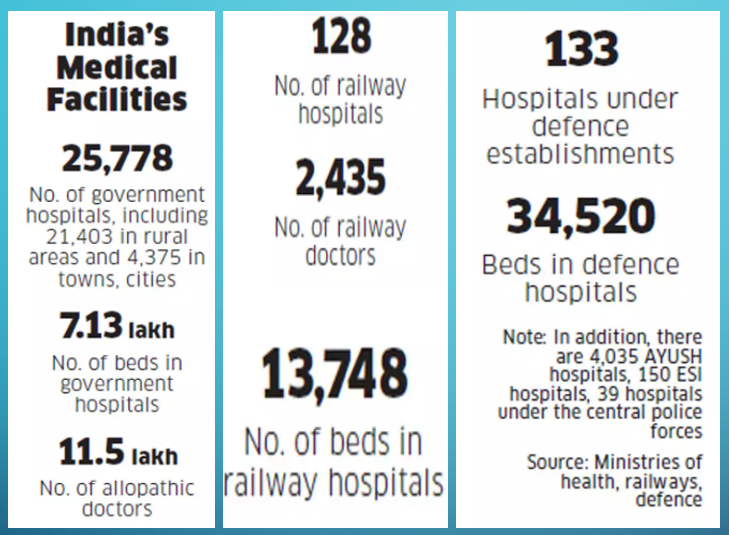 India's
Medical
Facilities
25,778
No. of government
hospitals, including
21,403 in rural
areas and 4,375 in
towns, cities
7.13 lakh
No. of beds in
government
hospitals
11.5 lakh
No. of allopathic
doctors
128
No. of railway
hospitals
2,435
No. of railway
doctors
13,748
No. of beds in
railway hospitals
133
Hospitals under
defence
establishments
34,520
Beds in defence
hospitals
Note: In addition, there
are 4,035 AYUSH
hospitals, 150 ESI
hospitals, 39 hospitals
under the central police
forces
Source: Ministries of
health, railways,
defence